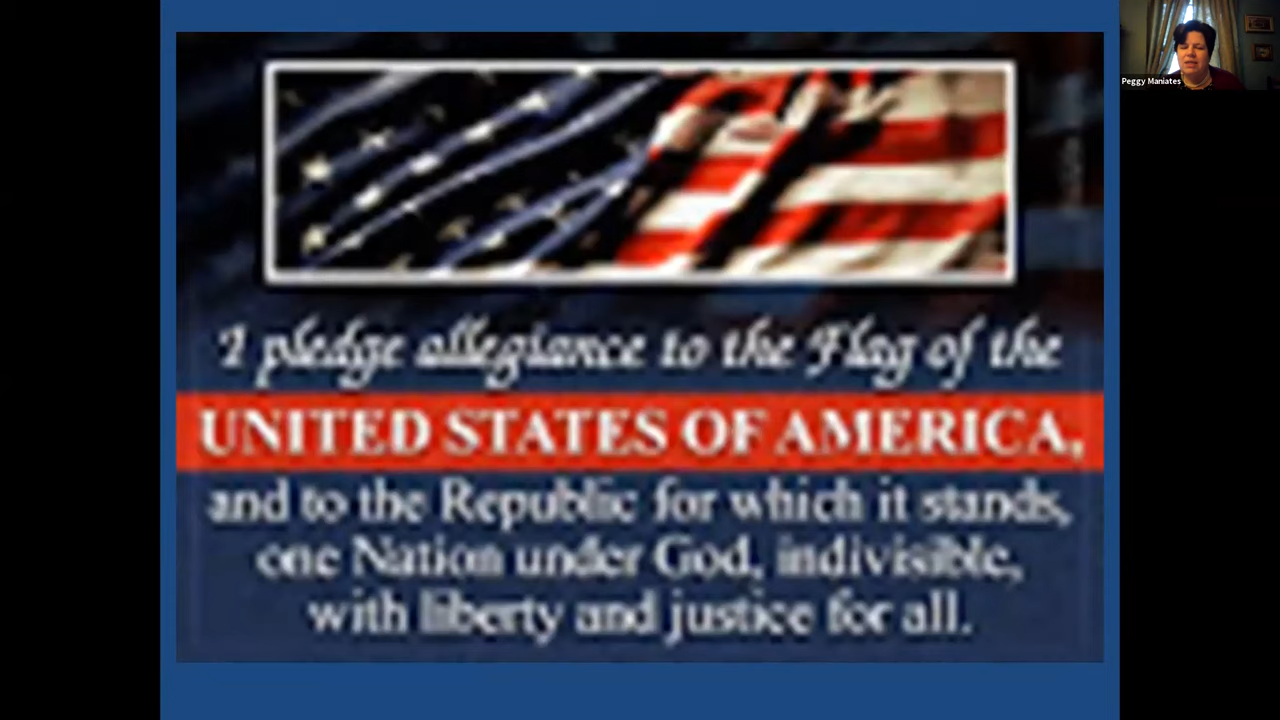 I pledge allegiance to the Flag of the
UNITED STATES OF AMERICA,
and to the Republic for which it stands,
one Nation under God, indivisible,
with liberty and justice for all.
Peggy Maniates